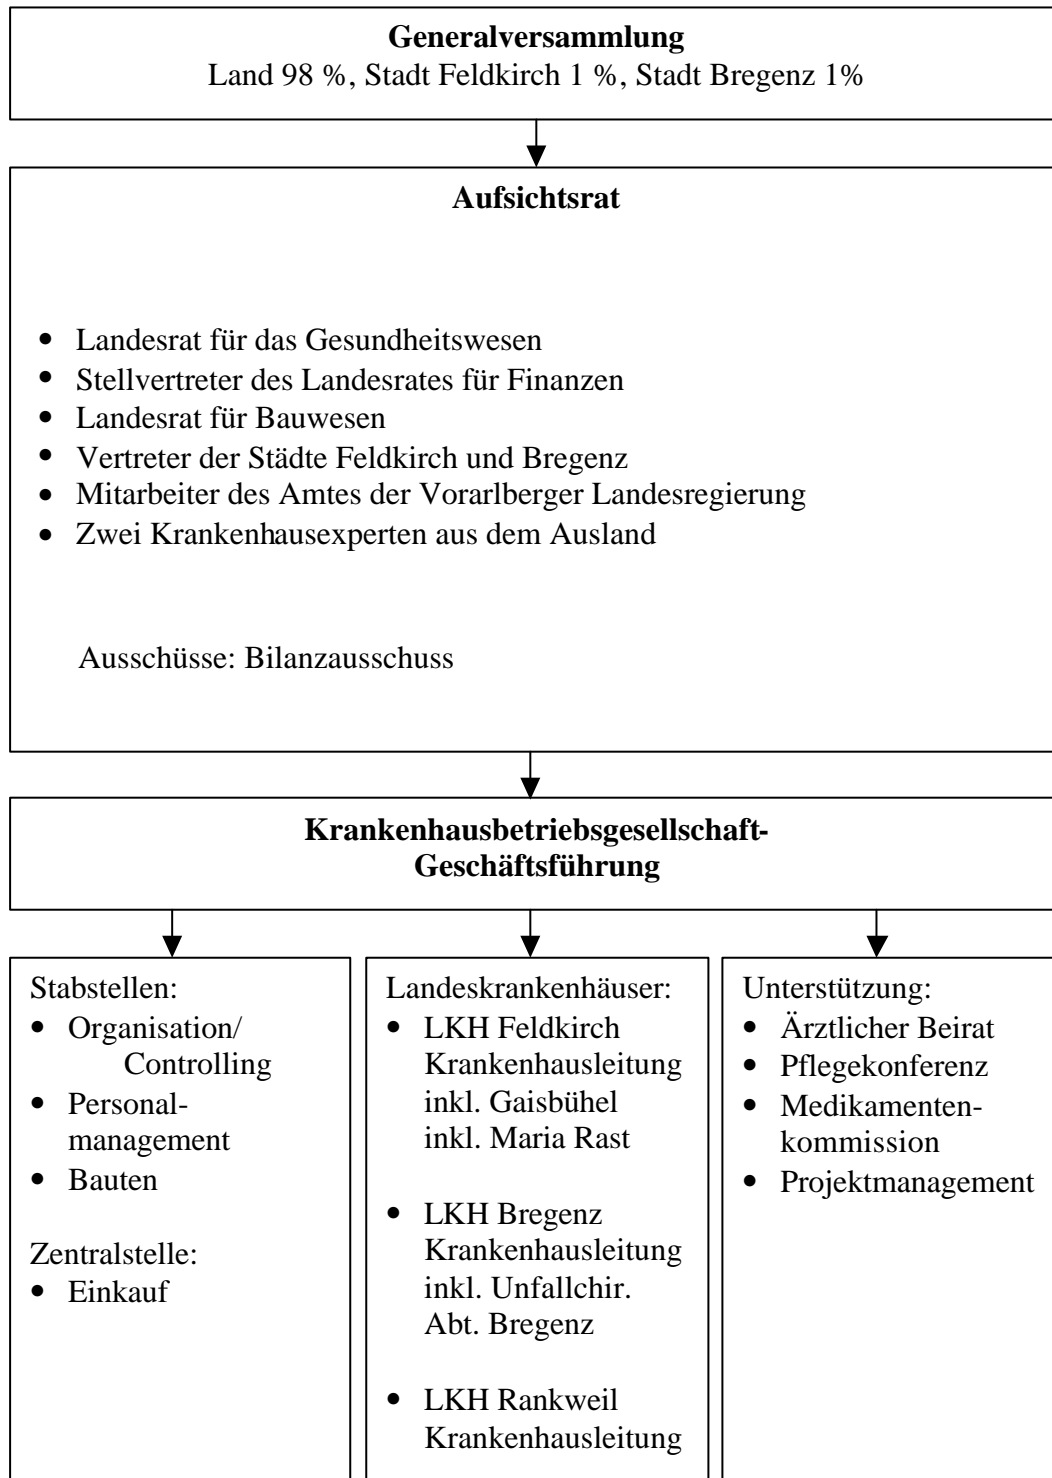 Generalversammlung
Land 98 %, Stadt Feldkirch 1 %, Stadt Bregenz 1%
Aufsichtsrat
• Landesrat für das Gesundheitswesen
• Stellvertreter des Landesrates für Finanzen
• Landesrat für Bauwesen
• Vertreter der Städte Feldkirch und Bregenz
• Mitarbeiter des Amtes der Vorarlberger Landesregierung
• Zwei Krankenhausexperten aus dem Ausland
Ausschüsse: Bilanzausschuss
Krankenhausbetriebsgesellschaft-
Geschäftsführung
Stabstellen:
• Organisation/
Controlling
• Personal-
management
• Bauten
Zentralstelle:
• Einkauf
Landeskrankenhäuser:
• LKH Feldkirch
Krankenhausleitung
inkl. Gaisbühel
inkl. Maria Rast
• LKH Bregenz
Krankenhausleitung
inkl. Unfallchir.
Abt. Bregenz
• LKH Rankweil
Krankenhausleitung
Unterstützung:
• Ärztlicher Beirat
• Pflegekonferenz
• Medikamenten-
kommission
• Projektmanagement